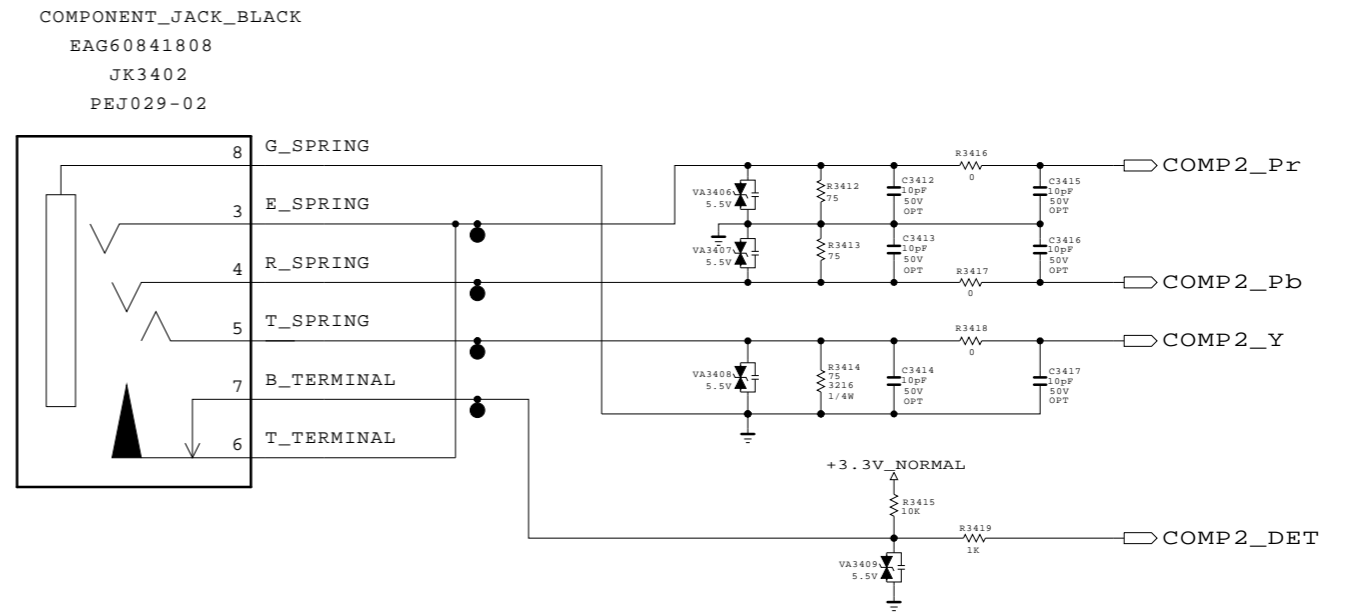 COMPONENT_JACK_BLACK
EAG60841808
JK3402
PEJ029-02
8 G_SPRING
3 E_SPRING
4 R_SPRING
5 T_SPRING
7 B_TERMINAL
6 T_TERMINAL
VA3406
5.5V
R3412
75
C3412
10pF
50V
OPT
R3416
0
C3415
10pF
50V
OPT
COMP2_Pr
VA3407
5.5V
R3413
75
C3413
10pF
50V
OPT
R3417
0
C3416
10pF
50V
OPT
COMP2_Pb
VA3408
5.5V
R3414
75
3216
1/4W
C3414
10pF
50V
OPT
R3418
0
C3417
10pF
50V
OPT
COMP2_Y
+3.3V_NORMAL
R3415
10K
R3419
1K
VA3409
5.5V
COMP2_DET